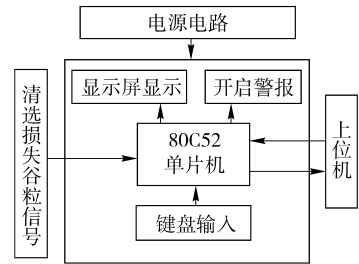 电源电路
显示屏显示
开启警报
清选损失谷粒信号
80C52
单片机
上位机
键盘输入